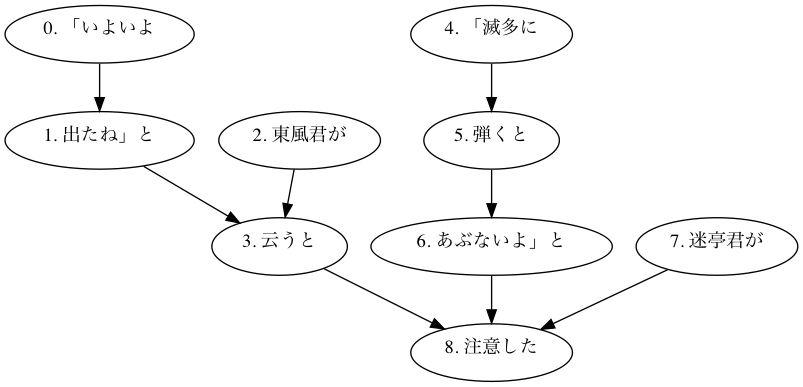 0. 「いよいよ
4. 「滅多に
1. 出たね」と
2. 東風君が
5. 弾くと
3. 云うと
6. あぶないよ」と
7. 迷亭君が
8. 注意した